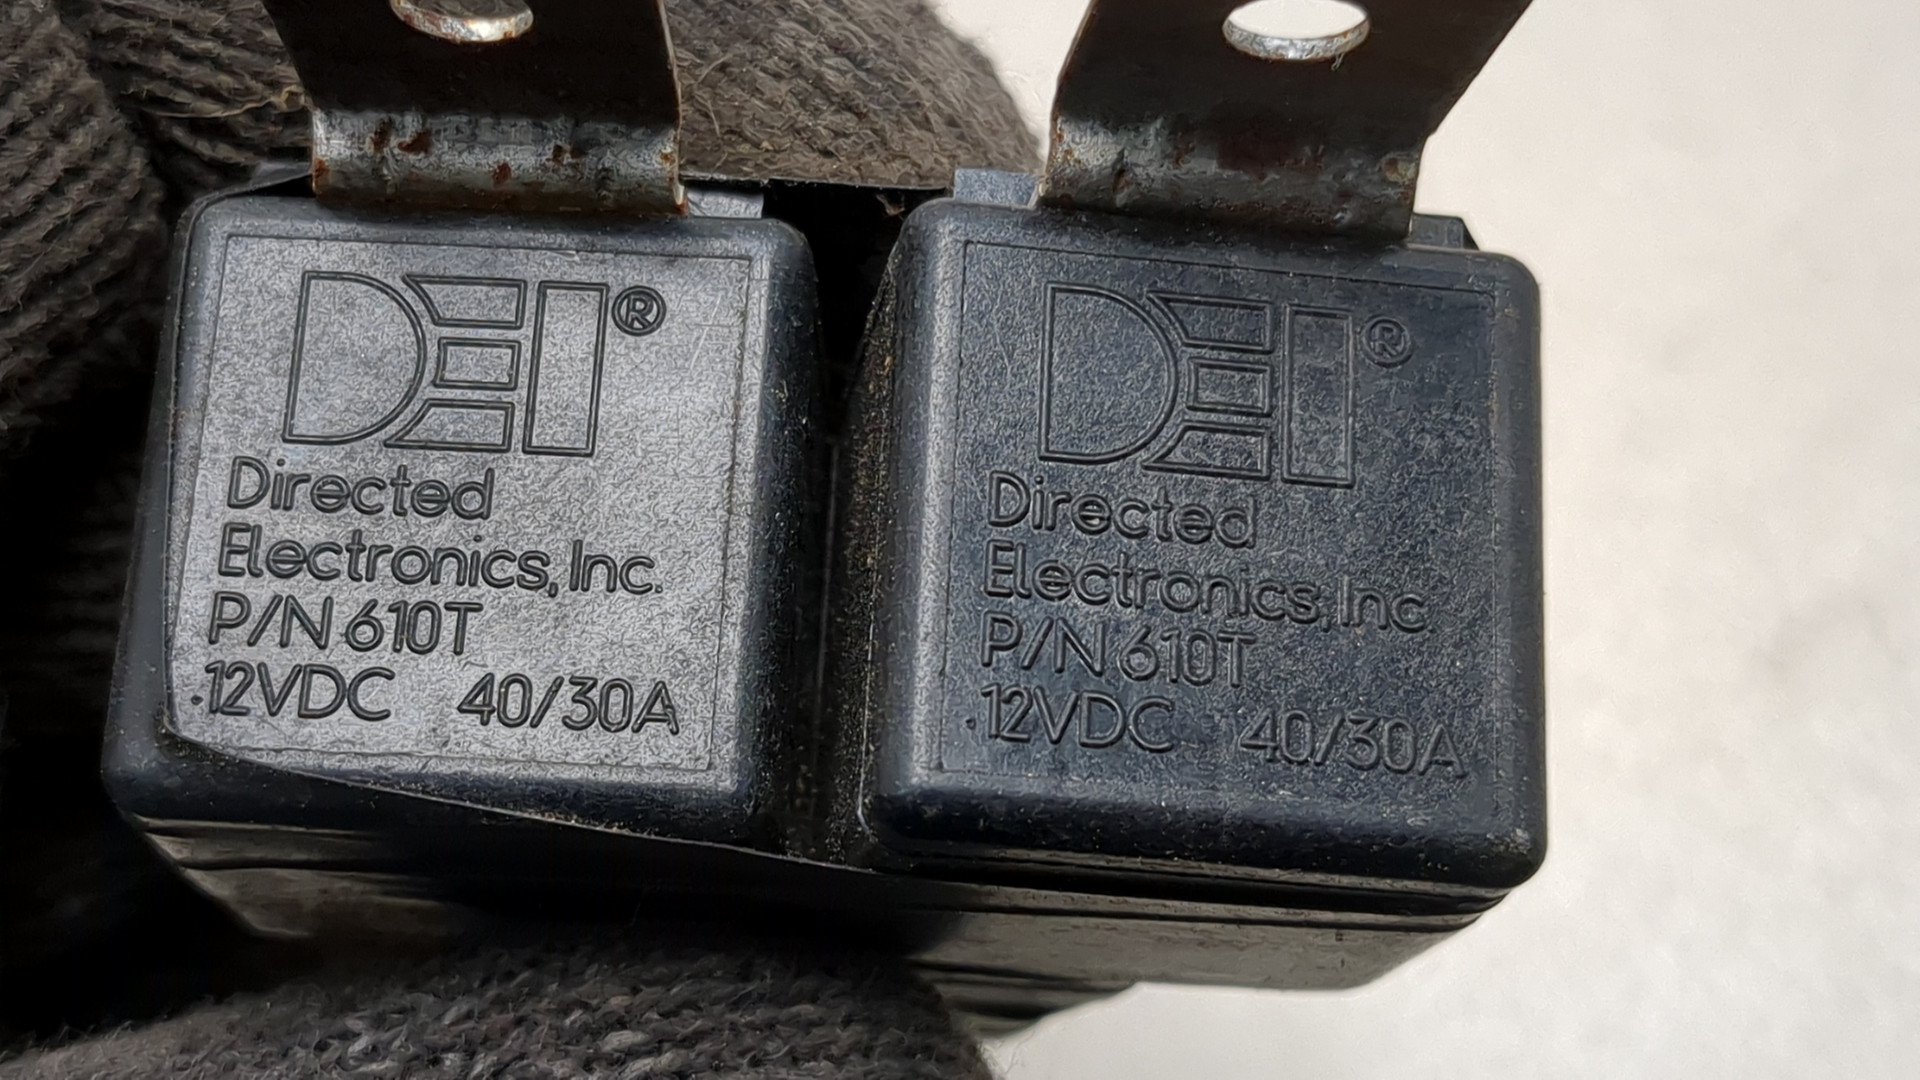 DEI®
Directed
Electronics, Inc.
P/N 610T
12VDC 40/30A
DEI®
Directed
Electronics, Inc.
P/N 610T
12VDC 40/30A